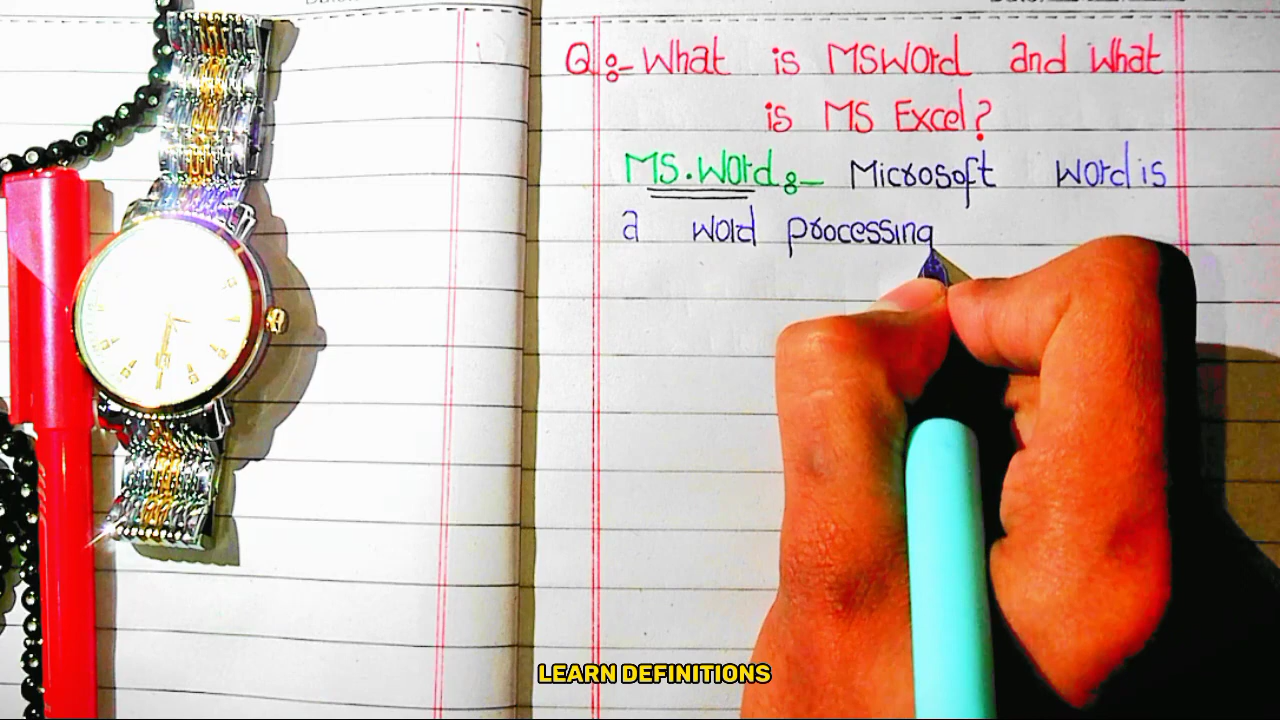 Q:- What is MSWord and What
is MS Excel?
MS.Word:- Microsoft Word is
a word processing
LEARN DEFINITIONS